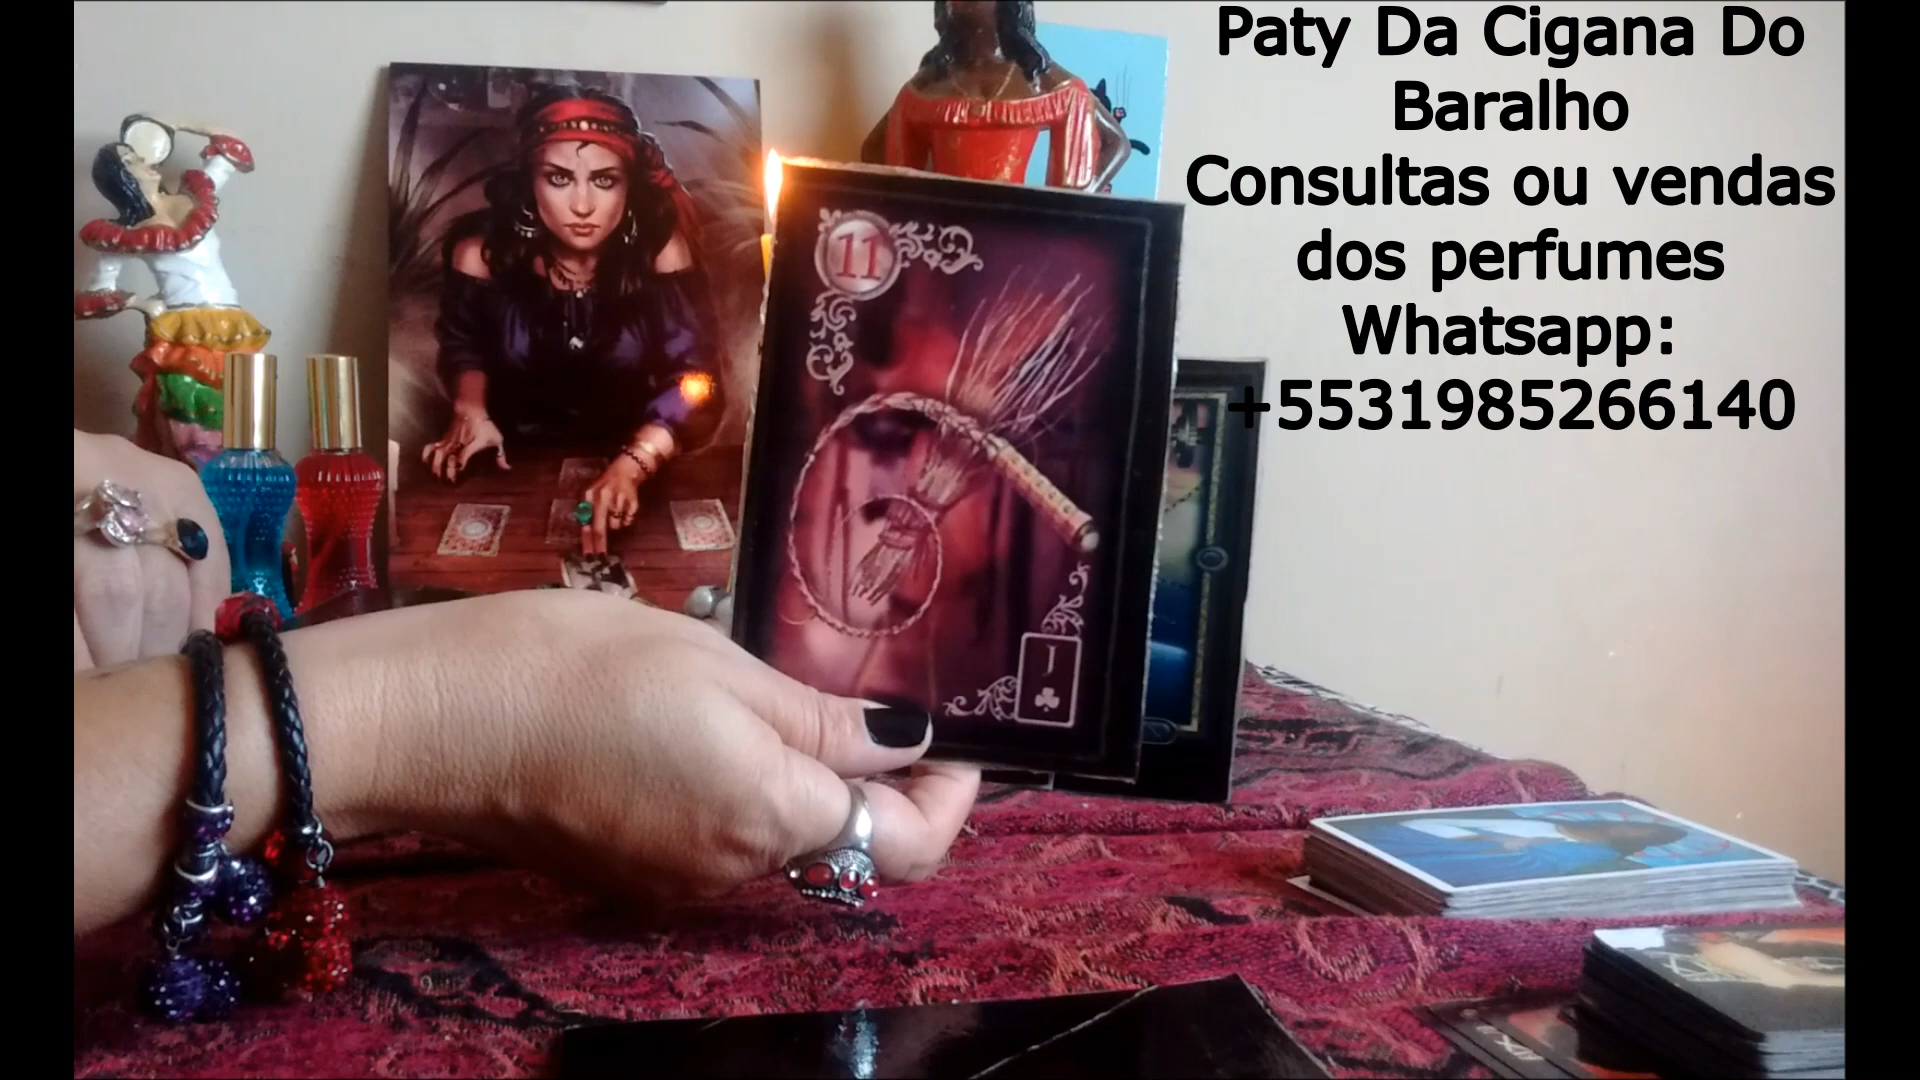 Paty Da Cigana Do
Baralho
Consultas ou vendas
dos perfumes
Whatsapp:
+5531985266140
11
J